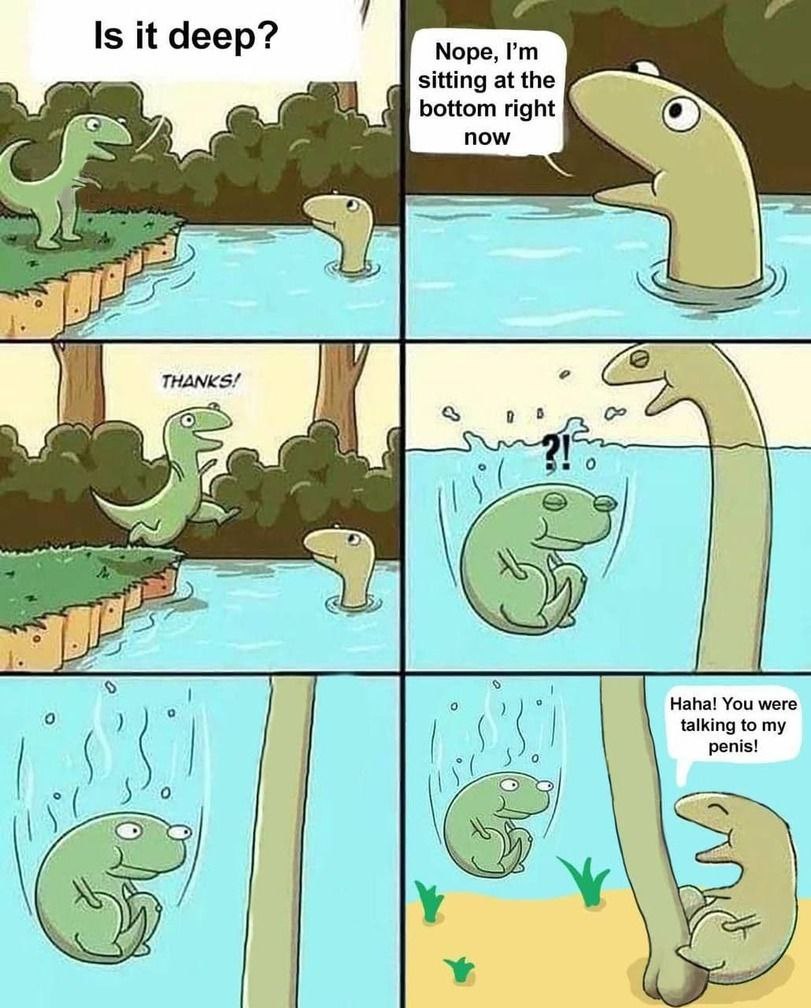 Is it deep?
Nope, I'm
sitting at the
bottom right
now
THANKS!
?!
Haha! You were
talking to my
penis!